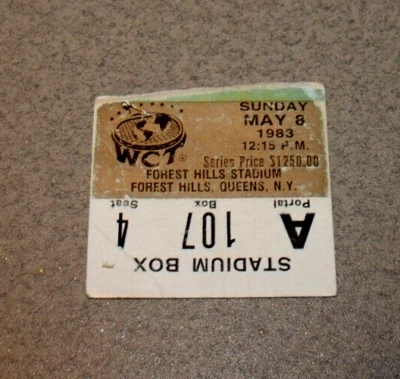 SUNDAY
MAY 8
1983
12:15 P.M.
WCT®
Series Price $1250.00
FOREST HILLS STADIUM
FOREST HILLS, QUEENS, N.Y.
STADIUM BOX
A 107 4
Portal Box Seat